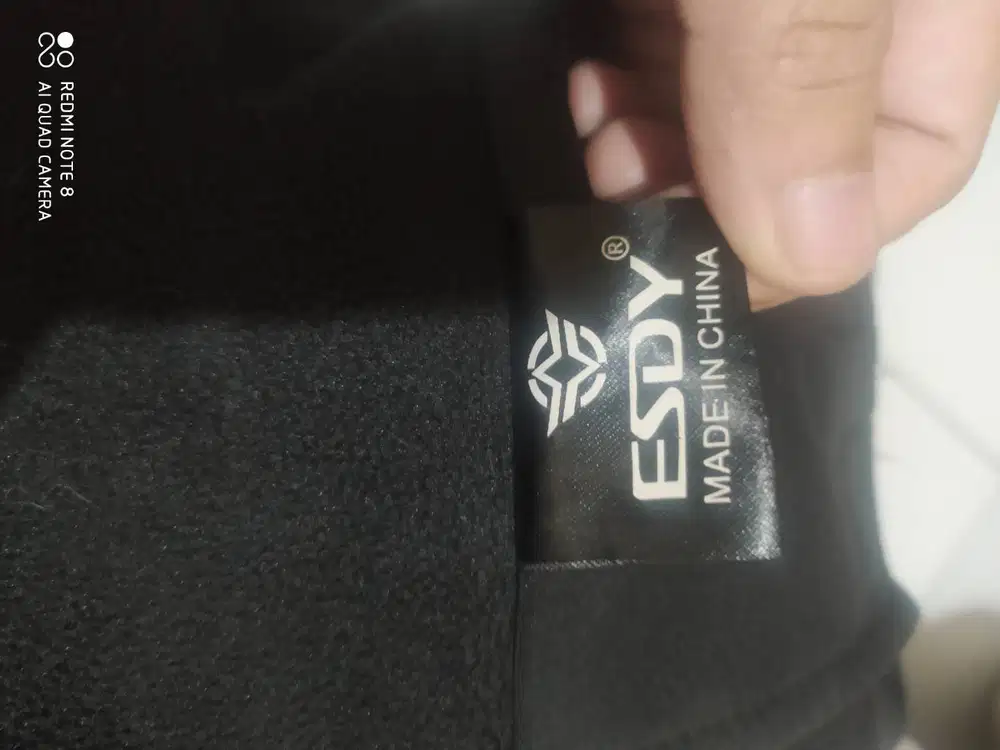 ESDY®
MADE IN CHINA
REDMI NOTE 8
AI QUAD CAMERA